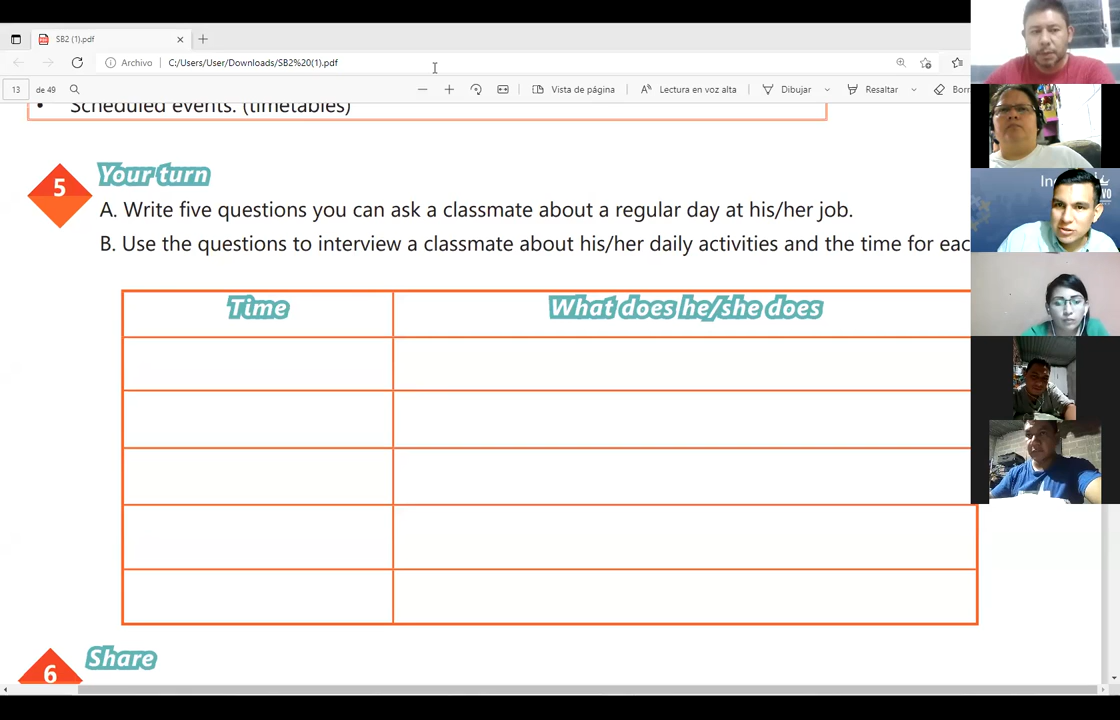 SB2 (1).pdf
Archivo
C:/Users/User/Downloads/SB2%20(1).pdf
13
de 49
Vista de página
Lectura en voz alta
Dibujar
Resaltar
Borr
• Scheduled events. (timetables)
5
Your turn
A. Write five questions you can ask a classmate about a regular day at his/her job.
B. Use the questions to interview a classmate about his/her daily activities and the time for eac
Time
What does he/she does
6
Share